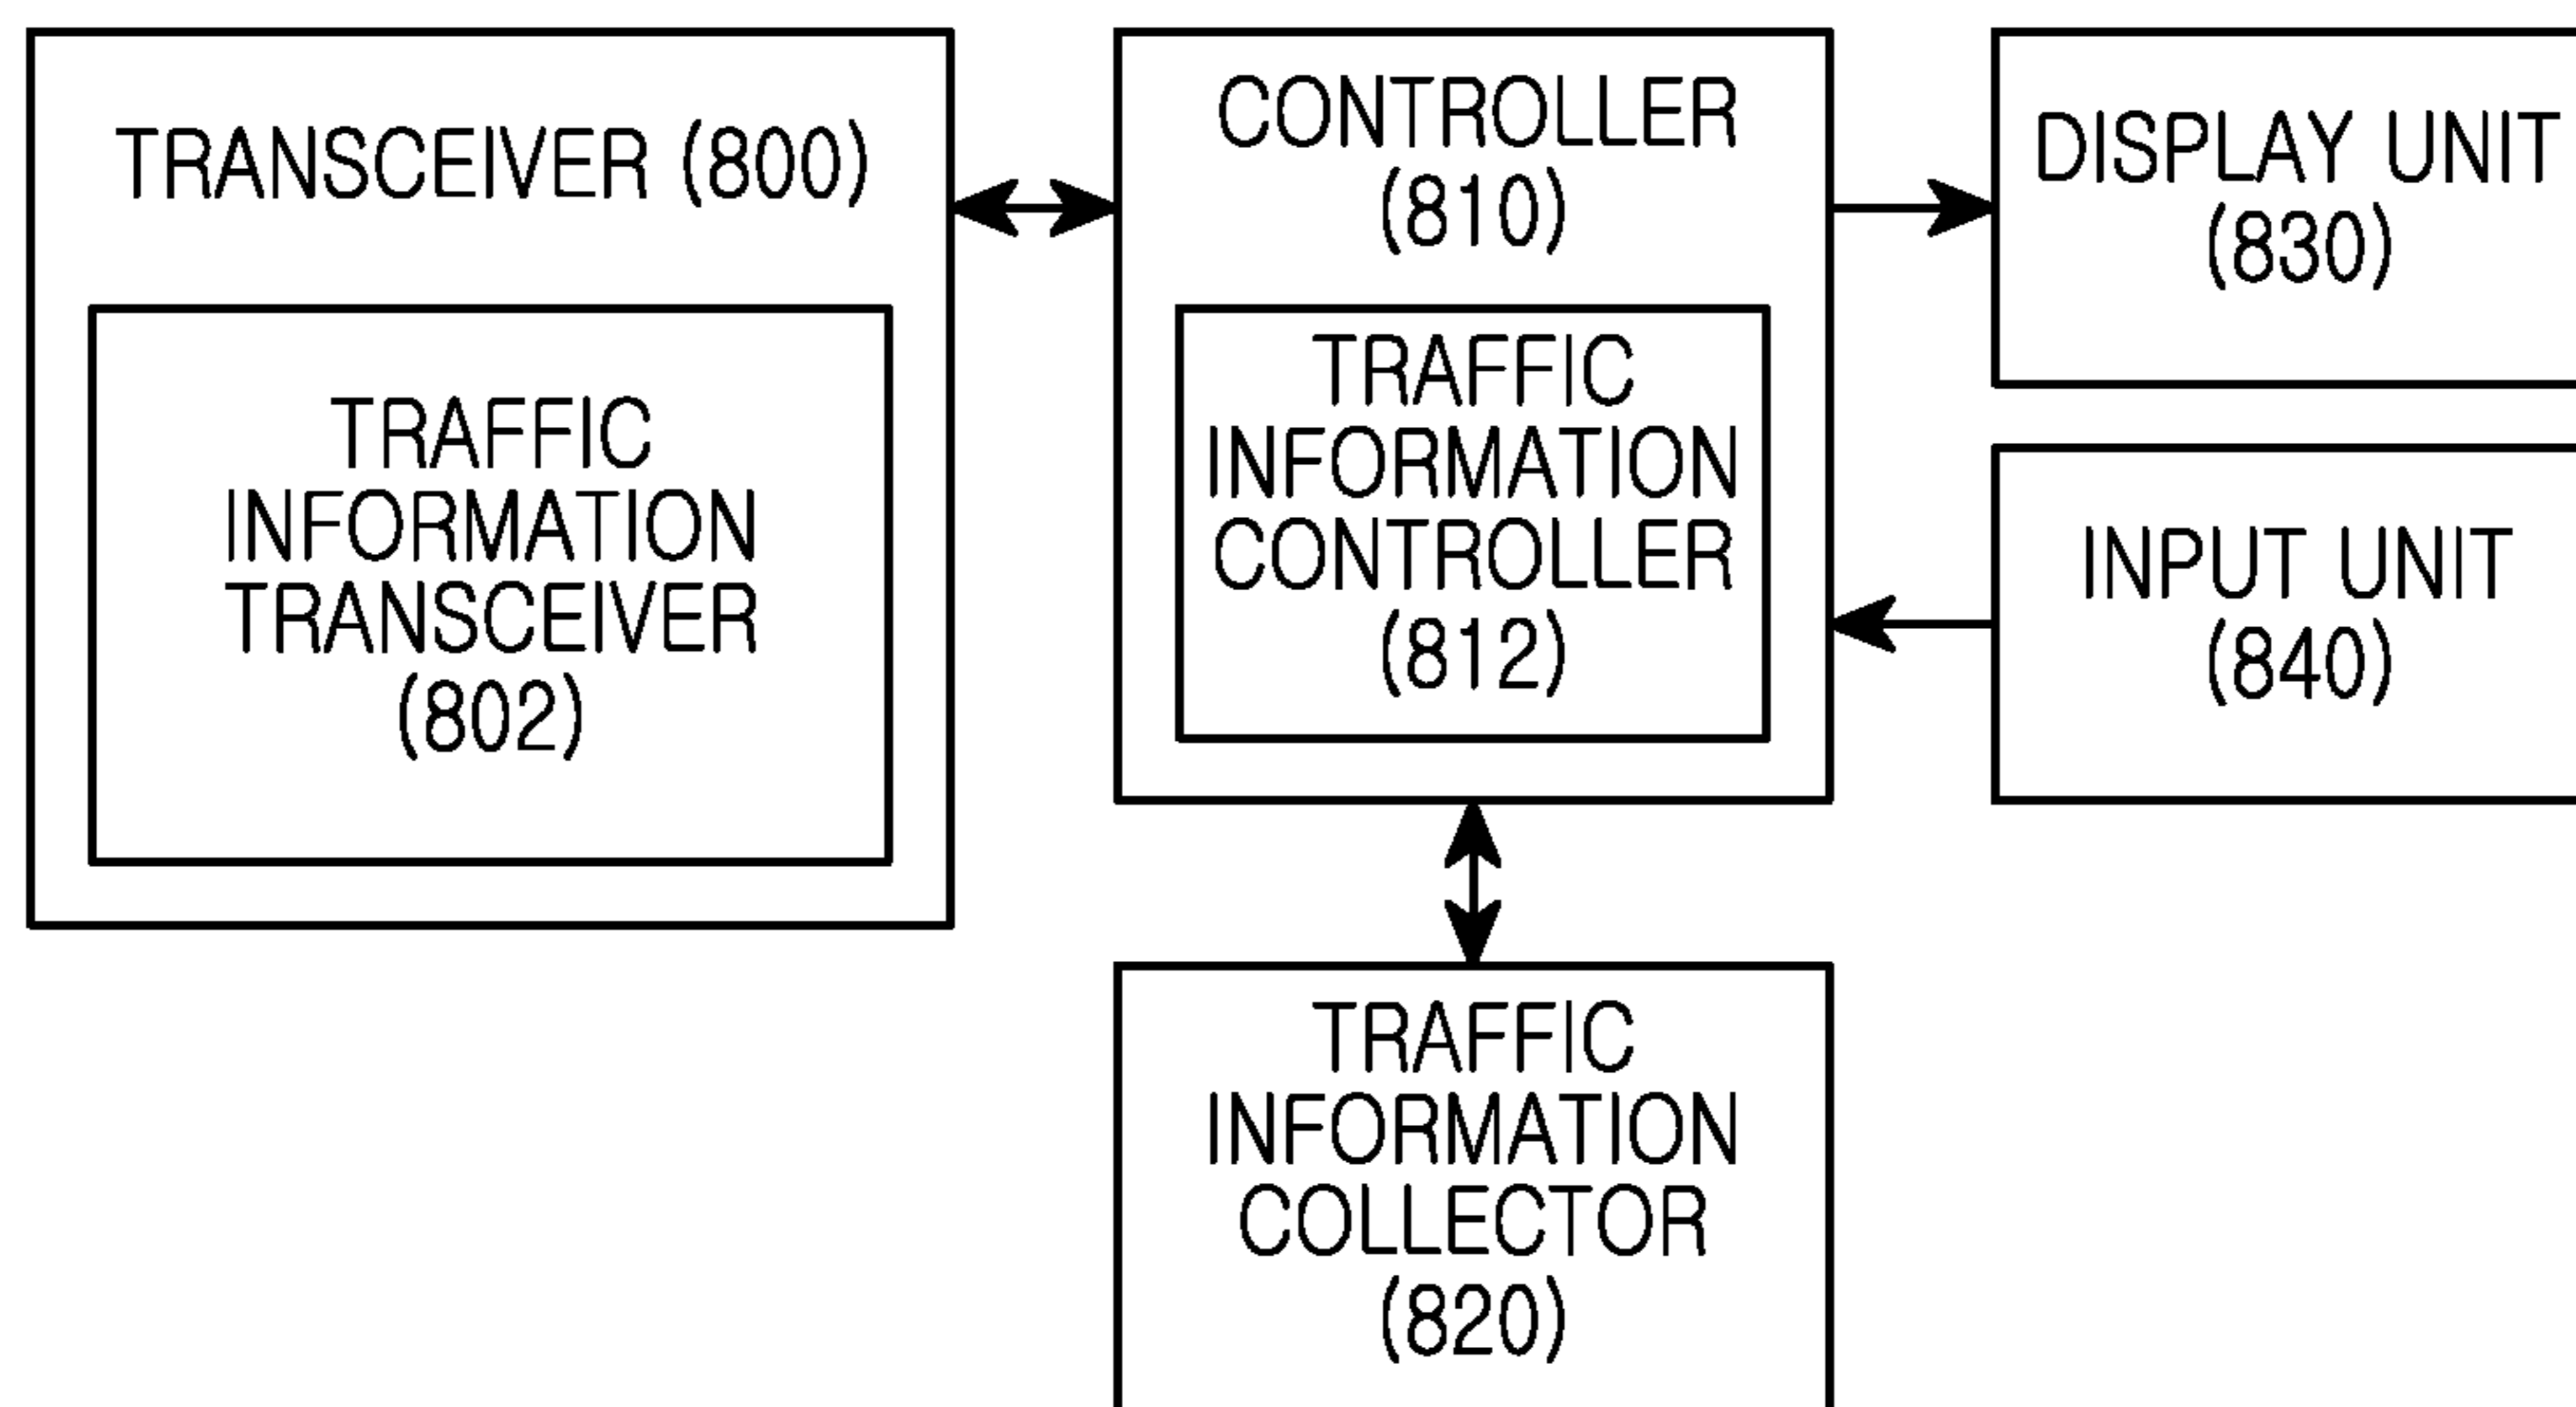 TRANSCEIVER (800)
TRAFFIC
INFORMATION
TRANSCEIVER
(802)
CONTROLLER
(810)
TRAFFIC
INFORMATION
CONTROLLER
(812)
DISPLAY UNIT
(830)
INPUT UNIT
(840)
TRAFFIC
INFORMATION
COLLECTOR
(820)